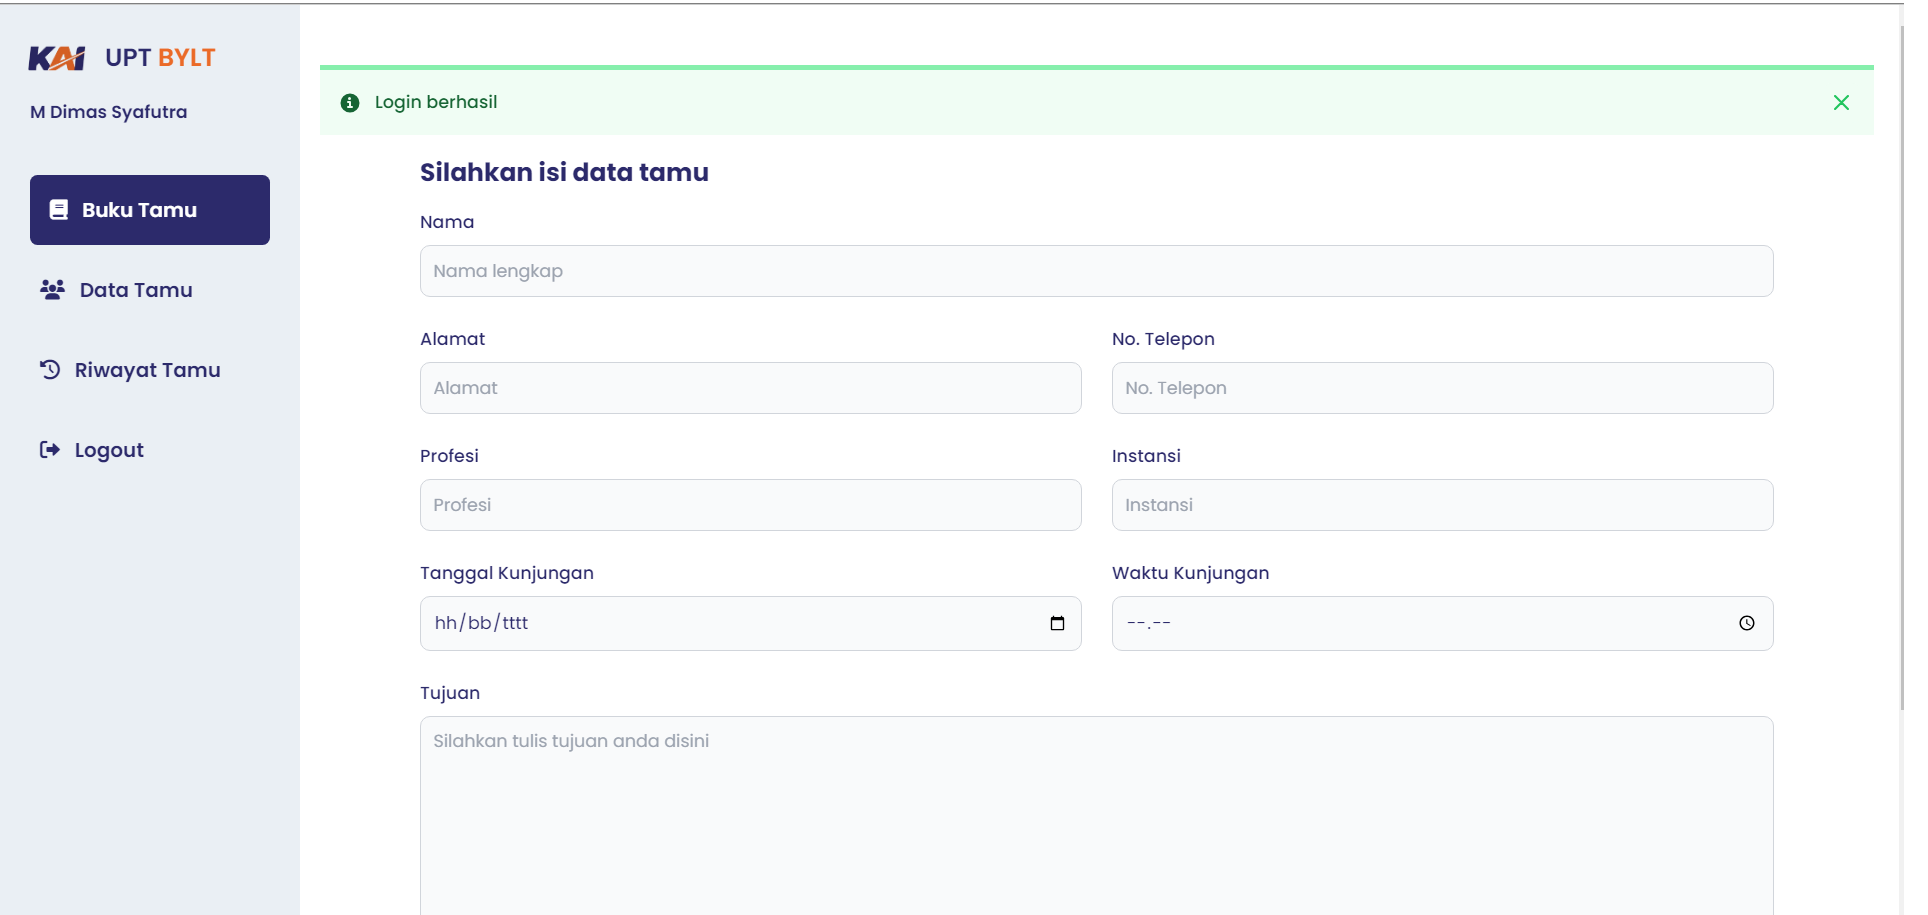 KAI UPT BYLT
M Dimas Syafutra
Buku Tamu
Data Tamu
Riwayat Tamu
Logout
Login berhasil
Silahkan isi data tamu
Nama
Nama lengkap
Alamat
No. Telepon
Alamat
No. Telepon
Profesi
Instansi
Profesi
Instansi
Tanggal Kunjungan
Waktu Kunjungan
hh/bb/tttt
--.--
Tujuan
Silahkan tulis tujuan anda disini